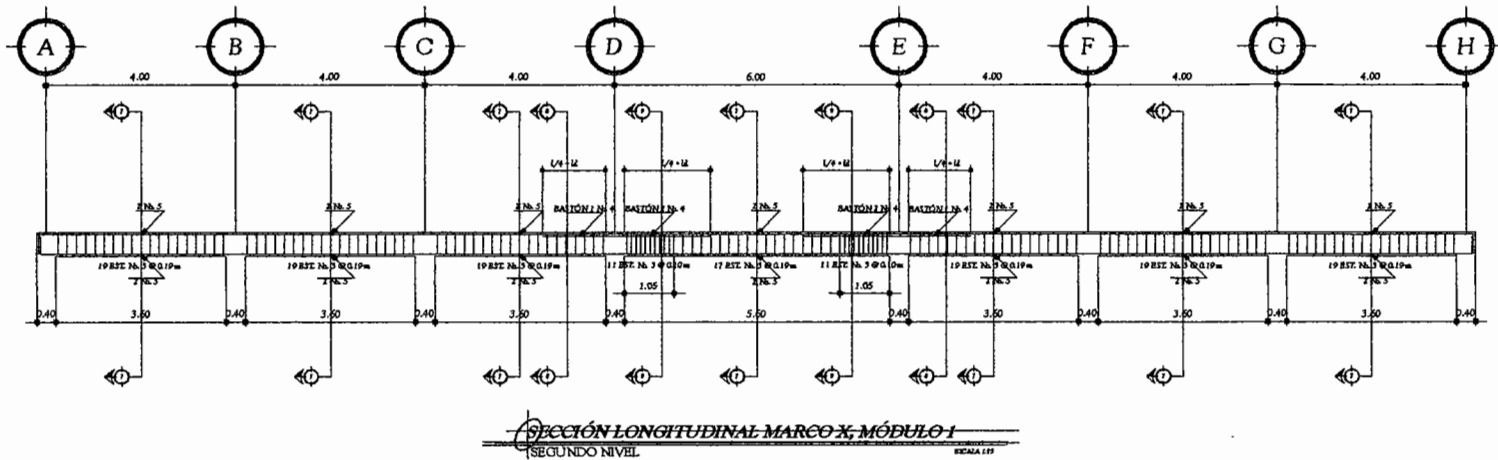 A B C D E F G H
4.00 4.00 4.00 6.00 4.00 4.00 4.00
L/4 + Ld L/4 + Ld L/4 + Ld L/4 + Ld
2 No. 5 2 No. 5 2 No. 5 BASTÓN 1 No. 4 BASTÓN 1 No. 4 2 No. 5 BASTÓN 1 No. 4 BASTÓN 1 No. 4 2 No. 5 2 No. 5 2 No. 5
19 EST. No. 3 @ 0.19m 19 EST. No. 3 @ 0.19m 19 EST. No. 3 @ 0.19m 11 EST. No. 3 @ 0.10m 17 EST. No. 3 @ 0.19m 11 EST. No. 3 @ 0.10m 19 EST. No. 3 @ 0.19m 19 EST. No. 3 @ 0.19m 19 EST. No. 3 @ 0.19m
2 No. 5 2 No. 5 2 No. 5 2 No. 5 2 No. 5 2 No. 5 2 No. 5
1.05 1.05
0.40 3.60 0.40 3.60 0.40 3.60 0.40 5.60 0.40 3.60 0.40 3.60 0.40 3.60 0.40
SECCIÓN LONGITUDINAL MARCO X, MÓDULO 1
SEGUNDO NIVEL